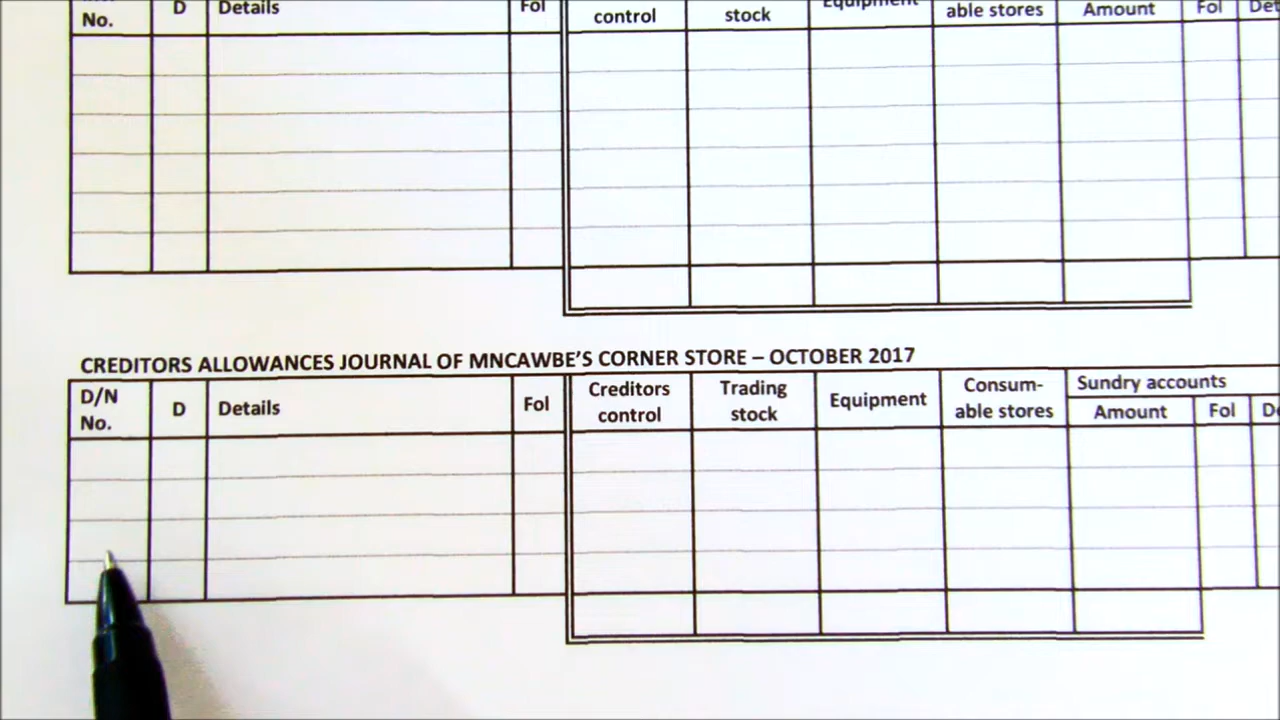 No.
D
Details
Fol
control
stock
Equipment
able stores
Amount
Fol
CREDITORS ALLOWANCES JOURNAL OF MNCAWBE'S CORNER STORE – OCTOBER 2017
D/N
No.
D
Details
Fol
Creditors
control
Trading
stock
Equipment
Consum-
able stores
Sundry accounts
Amount
Fol